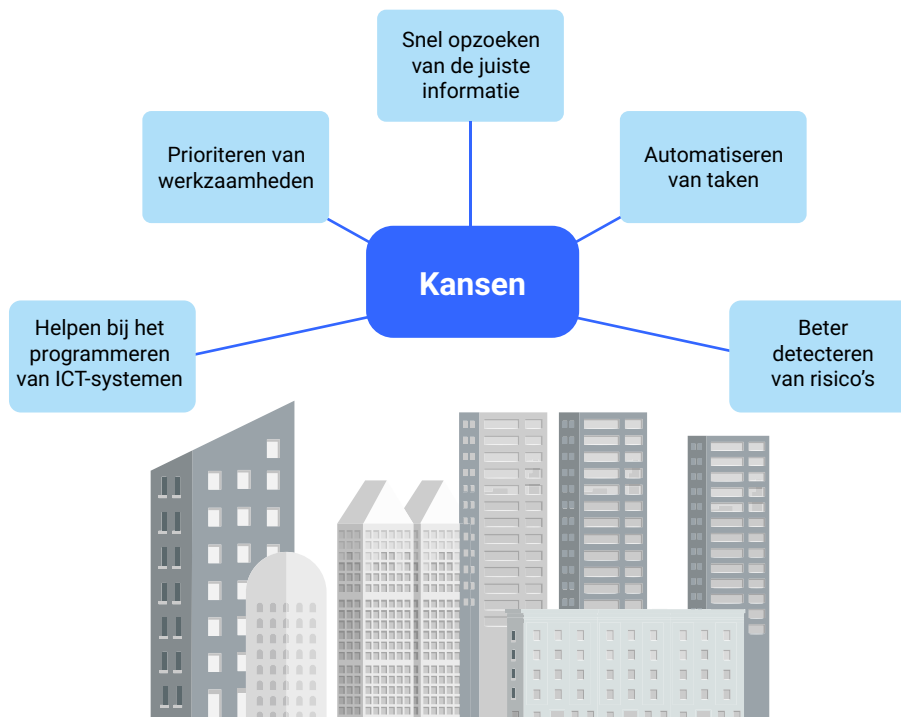 Snel opzoeken
van de juiste
informatie
Prioriteren van
werkzaamheden
Automatiseren
van taken
Kansen
Helpen bij het
programmeren
van ICT-systemen
Beter
detecteren
van risico’s